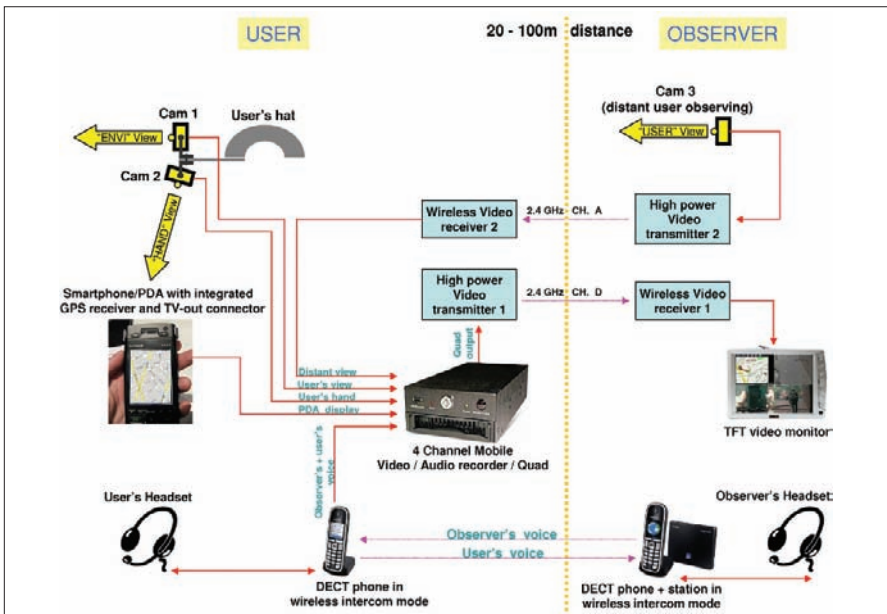 USER
20 - 100m distance
OBSERVER
Cam 1
"ENVI" View
User's hat
Cam 2
"HAND" View
Cam 3
(distant user observing)
"USER" View
Wireless Video
receiver 2
2.4 GHz CH. A
High power
Video
transmitter 2
High power
Video
transmitter 1
2.4 GHz CH. D
Wireless Video
receiver 1
Smartphone/PDA with integrated
GPS receiver and TV-out connector
Quad
output
Distant view
User's view
User's hand
PDA display
TFT video monitor
4 Channel Mobile
Video / Audio recorder / Quad
Observer's + user's
voice
User's Headset
Observer's Headset
Observer's voice
User's voice
DECT phone in
wireless intercom mode
DECT phone + station in
wireless intercom mode